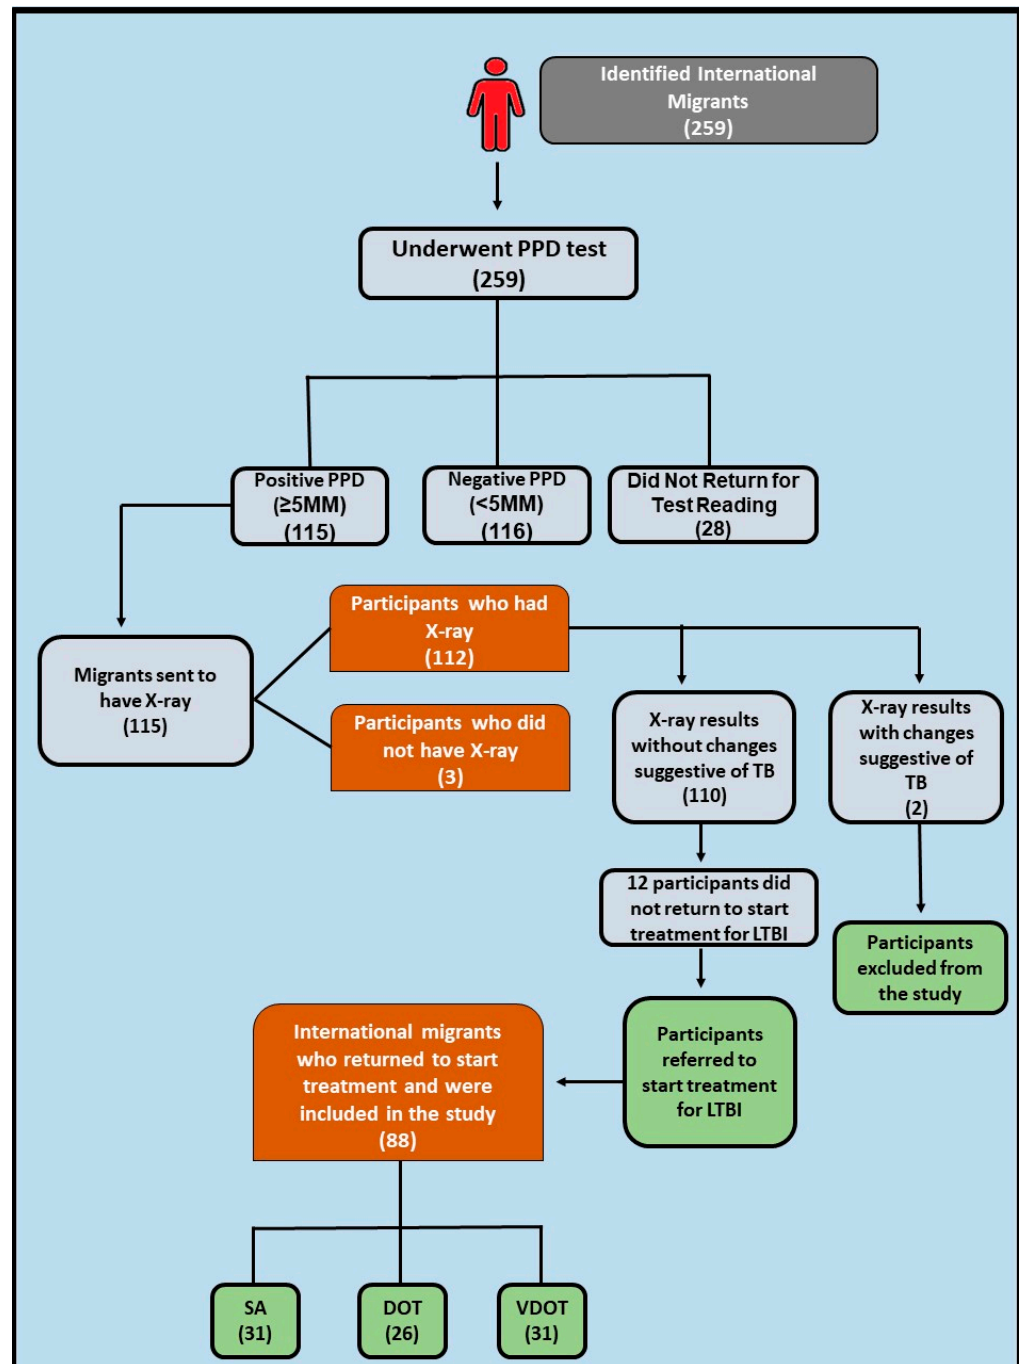 Identified International
Migrants
(259)
Underwent PPD test
(259)
Positive PPD
(≥5MM)
(115)
Negative PPD
(<5MM)
(116)
Did Not Return for
Test Reading
(28)
Migrants sent to
have X-ray
(115)
Participants who had
X-ray
(112)
Participants who did
not have X-ray
(3)
X-ray results
without changes
suggestive of TB
(110)
X-ray results
with changes
suggestive of
TB
(2)
12 participants did
not return to start
treatment for LTBI
Participants
excluded from
the study
Participants
referred to
start treatment
for LTBI
International migrants
who returned to start
treatment and were
included in the study
(88)
SA
(31)
DOT
(26)
VDOT
(31)